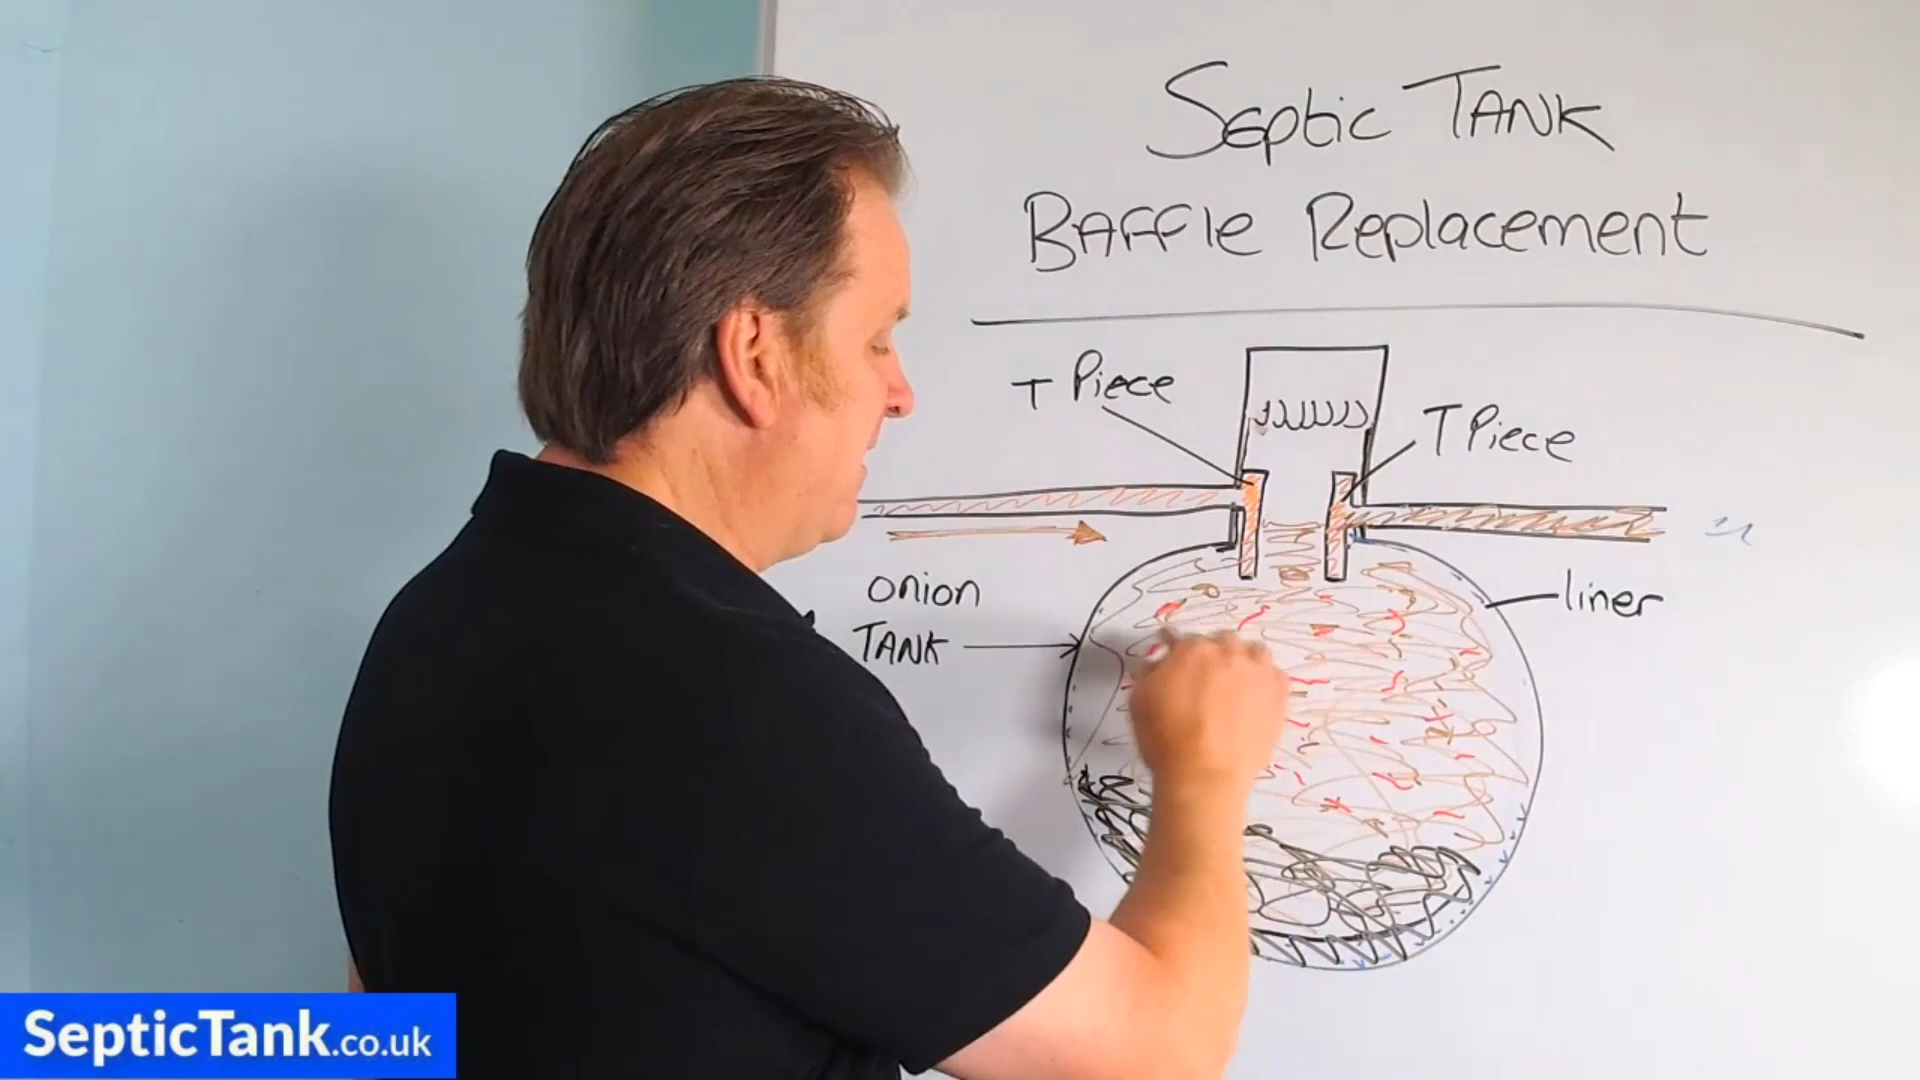 Septic TANK
BAFFle Replacement
T Piece
T Piece
onion
TANK
liner
SepticTank.co.uk